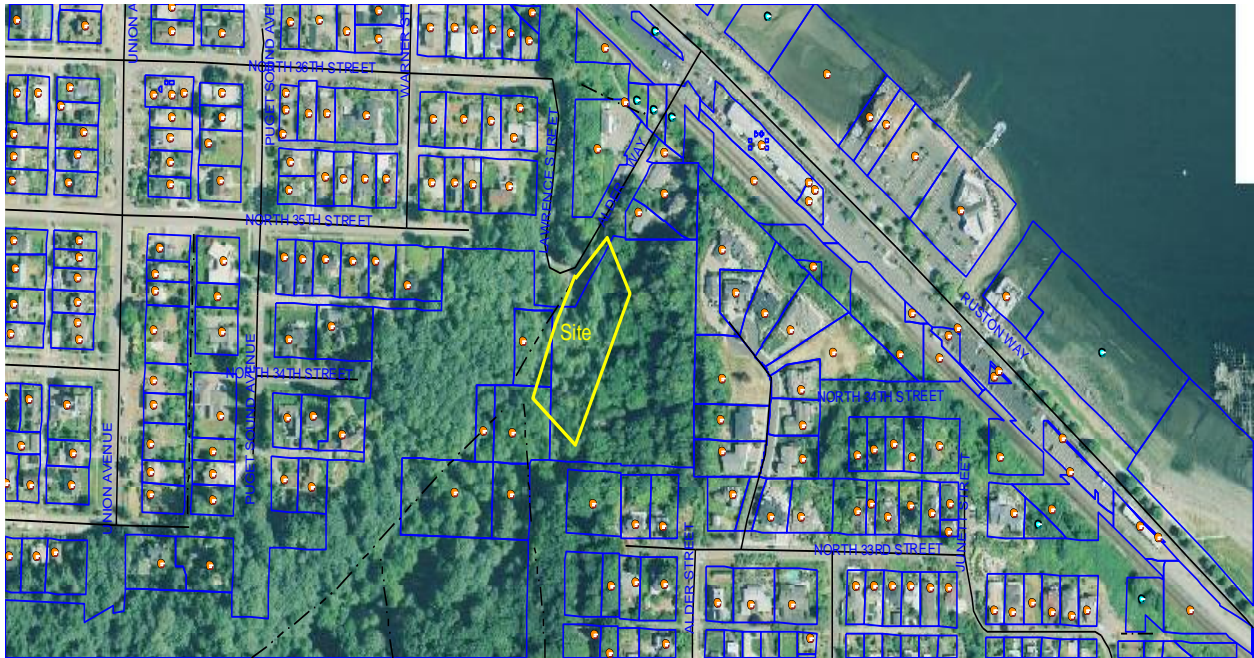 UNION A
PUGET SOUND AVENUE
WARNER ST
NORTH 36TH STREET
LAWRENCE STREET
ALDER WAY
NORTH 35TH STREET
RUSTON WAY
Site
NORTH 34TH STREET
NORTH 34TH STREET
PUGET SOUND AVENUE
UNION AVENUE
JUNETT STREET
ALDER STREET
NORTH 33RD STREET